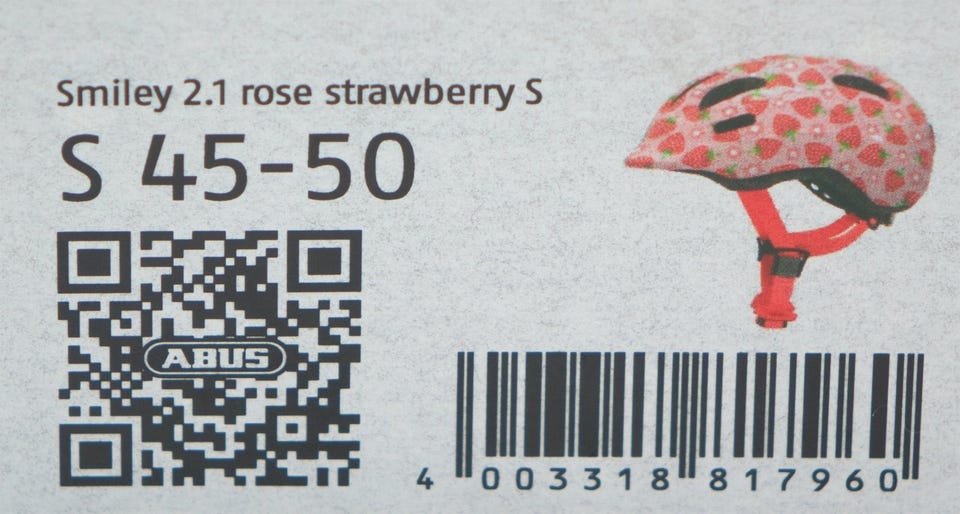 Smiley 2.1 rose strawberry S
S 45-50
ABUS
4 003318 817960